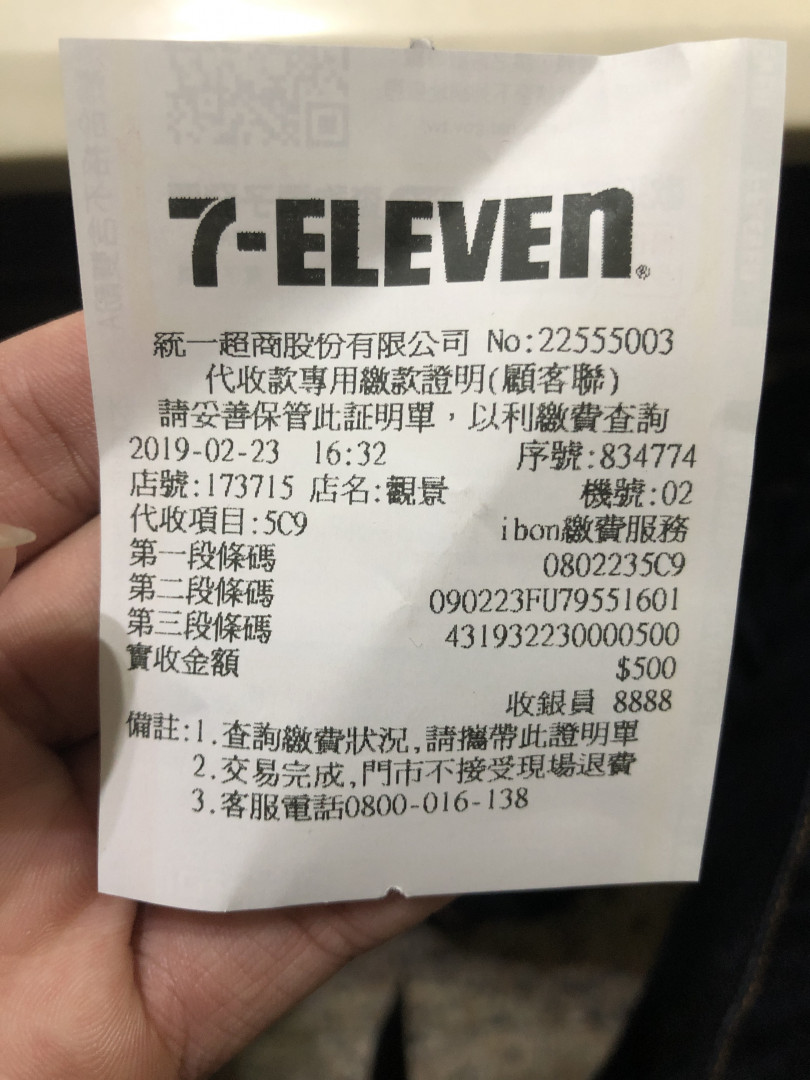 7-ELEVEN®
統一超商股份有限公司 No:22555003
代收款專用繳款證明(顧客聯)
請妥善保管此証明單，以利繳費查詢
2019-02-23 16:32 序號:834774
店號:173715 店名:觀景 機號:02
代收項目:5C9 ibon繳費服務
第一段條碼 0802235C9
第二段條碼 090223FU79551601
第三段條碼 431932230000500
實收金額 $500
收銀員 8888
備註:1.查詢繳費狀況,請攜帶此證明單
2.交易完成,門市不接受現場退費
3.客服電話0800-016-138